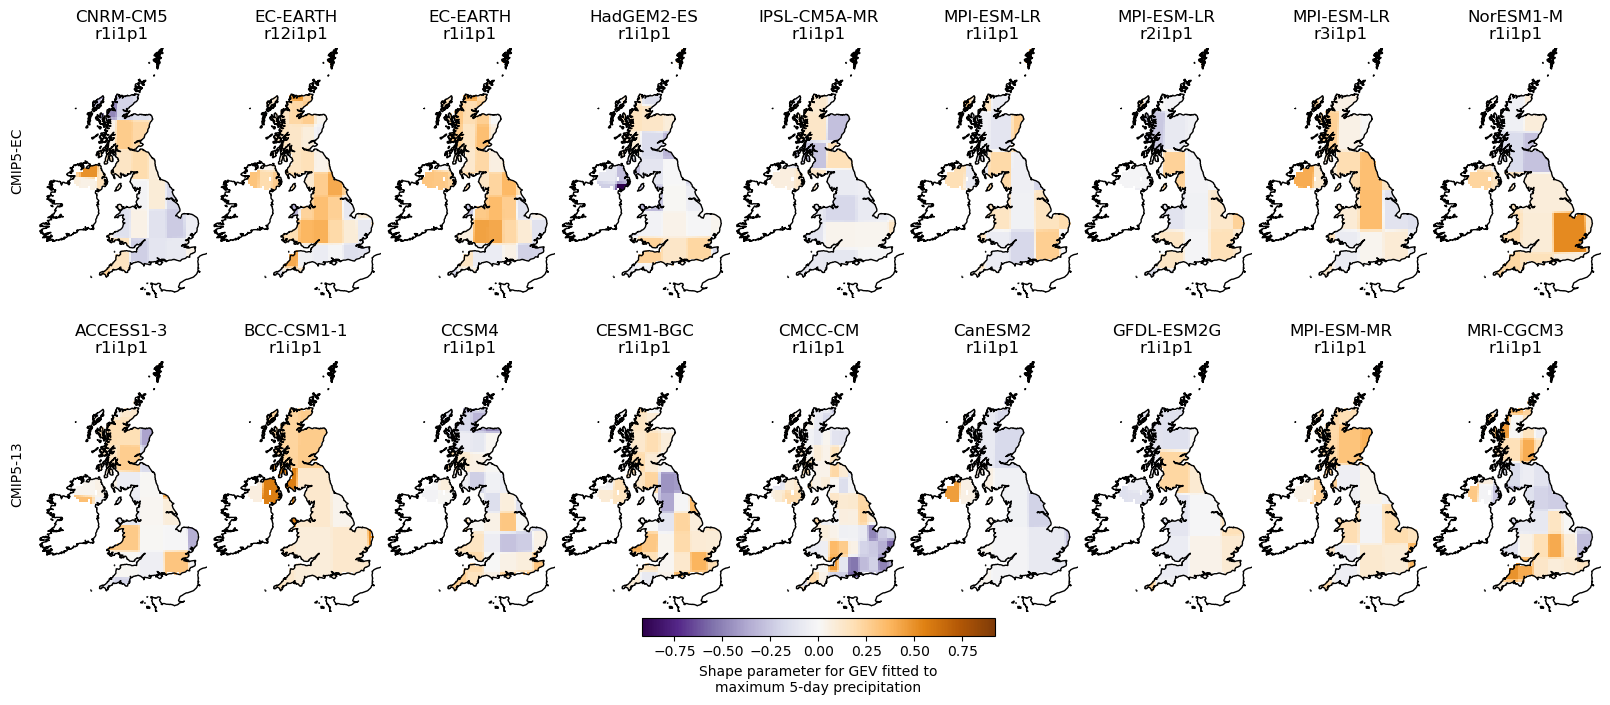 CNRM-CM5 EC-EARTH EC-EARTH HadGEM2-ES IPSL-CM5A-MR MPI-ESM-LR MPI-ESM-LR MPI-ESM-LR NorESM1-M
r1i1p1 r12i1p1 r1i1p1 r1i1p1 r1i1p1 r1i1p1 r2i1p1 r3i1p1 r1i1p1
CMIP5-EC
ACCESS1-3 BCC-CSM1-1 CCSM4 CESM1-BGC CMCC-CM CanESM2 GFDL-ESM2G MPI-ESM-MR MRI-CGCM3
r1i1p1 r1i1p1 r1i1p1 r1i1p1 r1i1p1 r1i1p1 r1i1p1 r1i1p1 r1i1p1
CMIP5-13
−0.75 −0.50 −0.25 0.00 0.25 0.50 0.75
Shape parameter for GEV fitted to
maximum 5-day precipitation